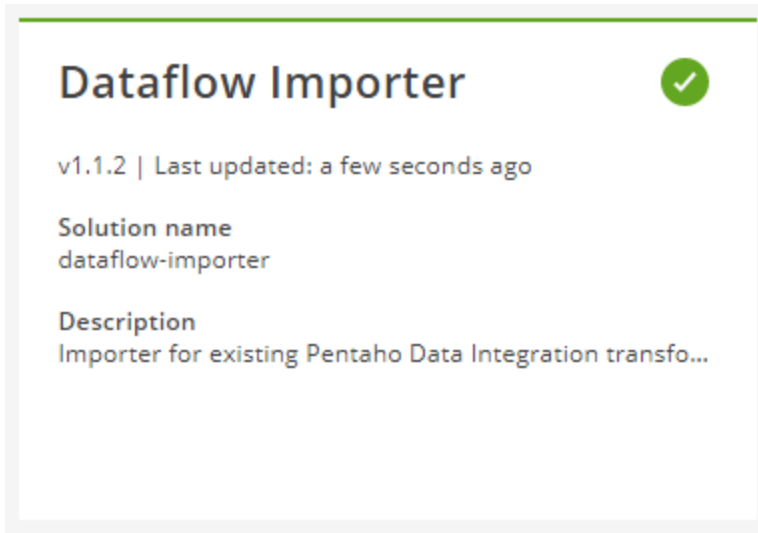 Dataflow Importer
v1.1.2 | Last updated: a few seconds ago
Solution name
dataflow-importer
Description
Importer for existing Pentaho Data Integration transfo...